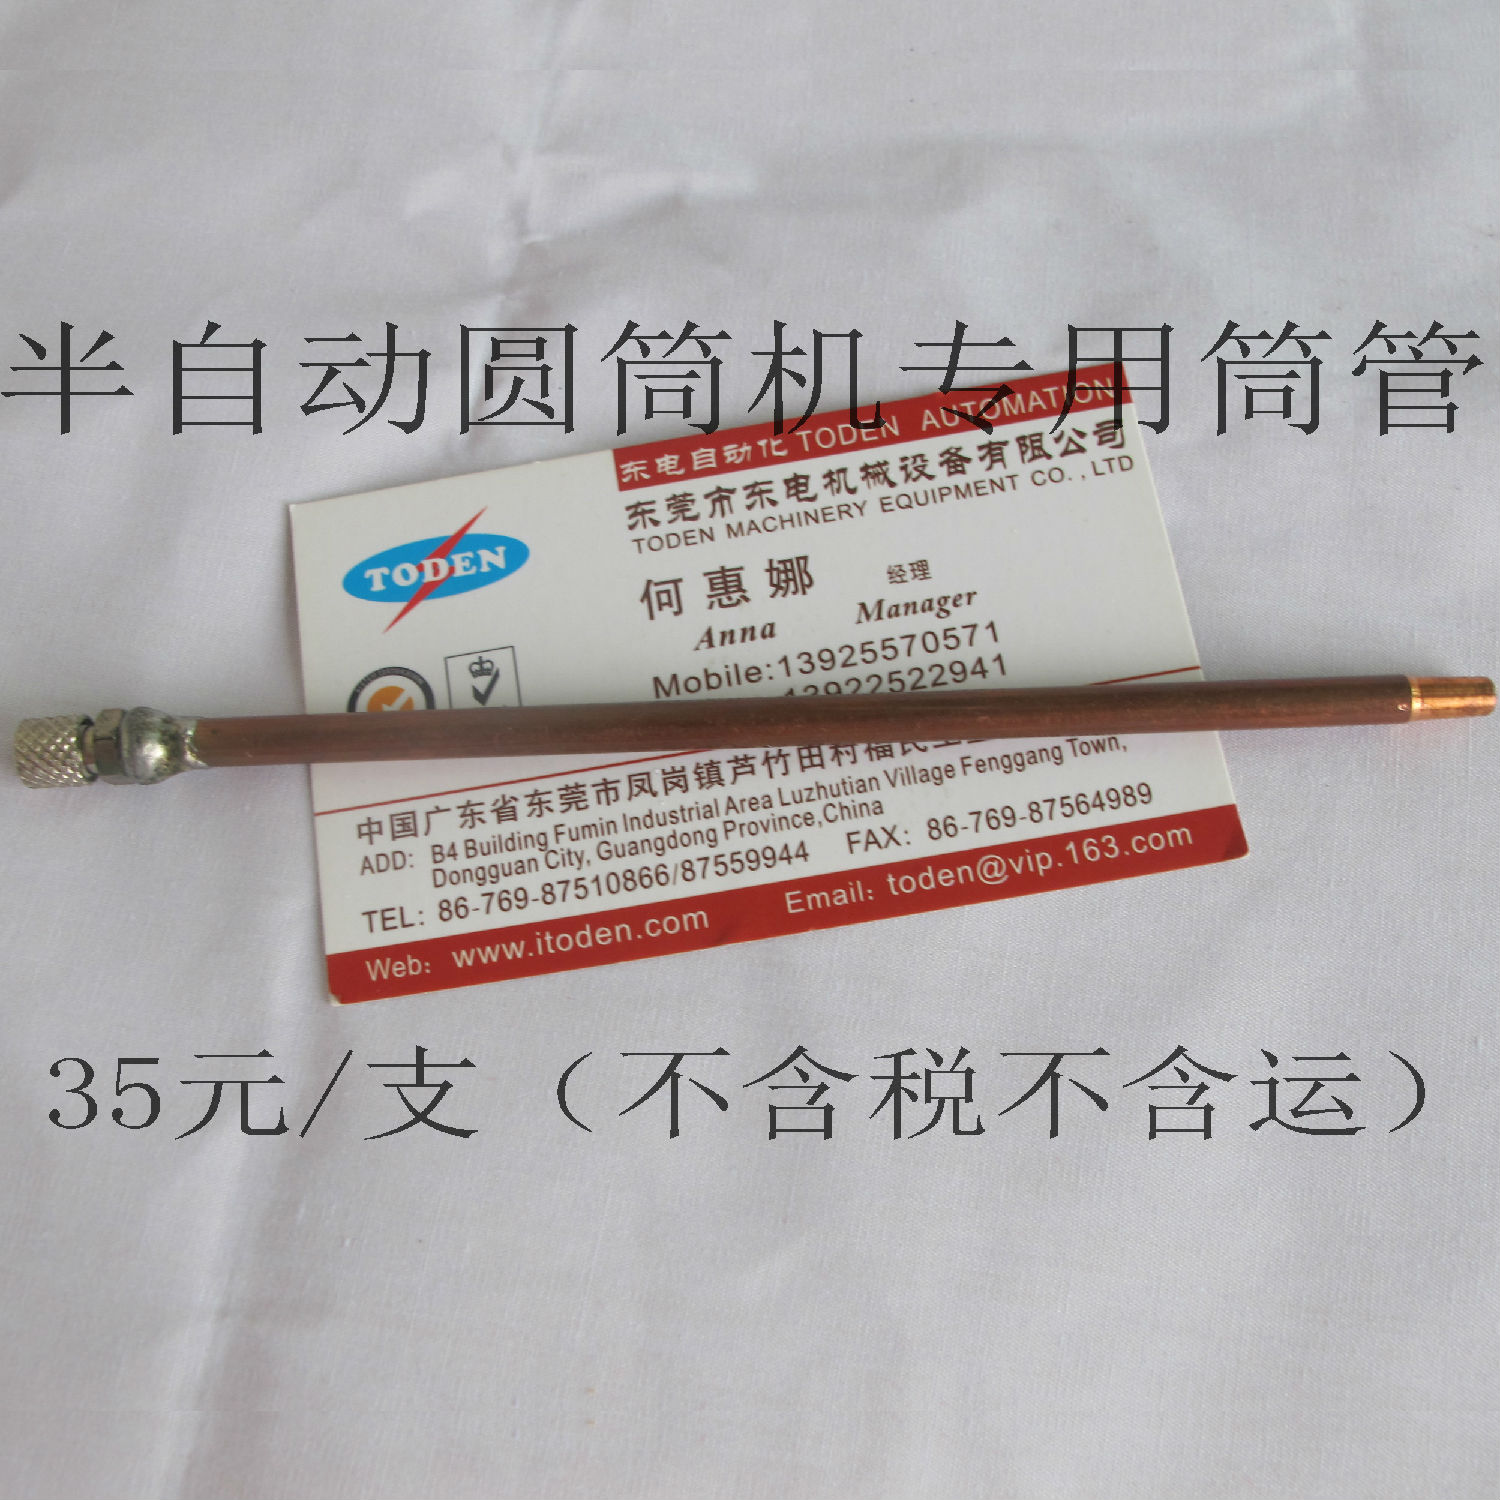 半自动圆筒机专用筒管
东电自动化 TODEN AUTOMATION
东莞市东电机械设备有限公司
TODEN MACHINERY EQUIPMENT CO.,LTD
TODEN
何惠娜 经理
Anna Manager
Mobile:13925570571
13922522941
中国广东省东莞市凤岗镇芦竹田村福民
ADD: B4 Building Fumin Industrial Area Luzhutian Village Fenggang Town,
Dongguan City, Guangdong Province,China
TEL: 86-769-87510866/87559944 FAX: 86-769-87564989
Web: www.itoden.com Email: toden@vip.163.com
35元/支（不含税不含运）